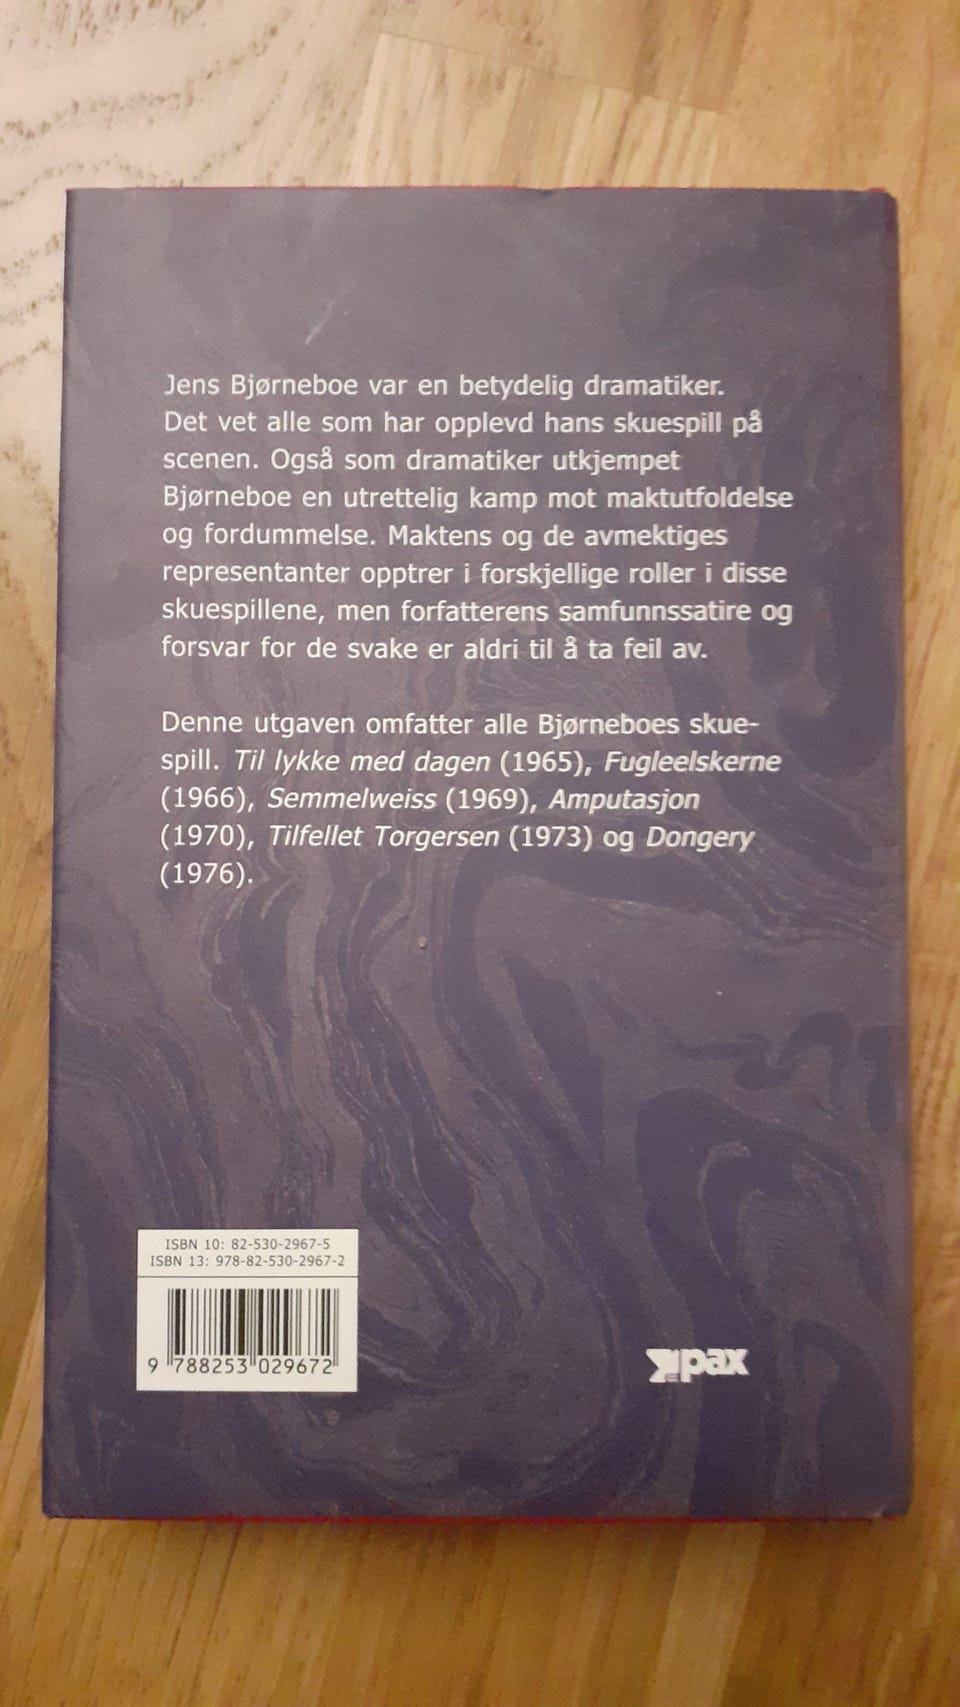 Jens Bjørneboe var en betydelig dramatiker.
Det vet alle som har opplevd hans skuespill på
scenen. Også som dramatiker utkjempet
Bjørneboe en utrettelig kamp mot maktutfoldelse
og fordummelse. Maktens og de avmektiges
representanter opptrer i forskjellige roller i disse
skuespillene, men forfatterens samfunnssatire og
forsvar for de svake er aldri til å ta feil av.
Denne utgaven omfatter alle Bjørneboes skue-
spill. Til lykke med dagen (1965), Fugleelskerne
(1966), Semmelweiss (1969), Amputasjon
(1970), Tilfellet Torgersen (1973) og Dongery
(1976).
ISBN 10: 82-530-2967-5
ISBN 13: 978-82-530-2967-2
9 788253 029672
pax